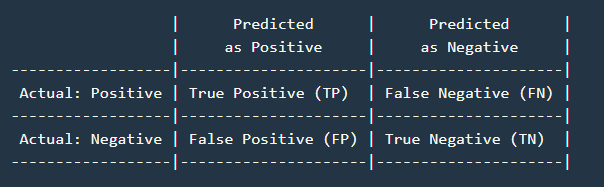 |      Predicted      |      Predicted      |
                  |     as Positive     |     as Negative     |
------------------|---------------------|---------------------|
 Actual: Positive | True Positive (TP)  | False Negative (FN) |
------------------|---------------------|---------------------|
 Actual: Negative | False Positive (FP) | True Negative (TN)  |
------------------|---------------------|---------------------|